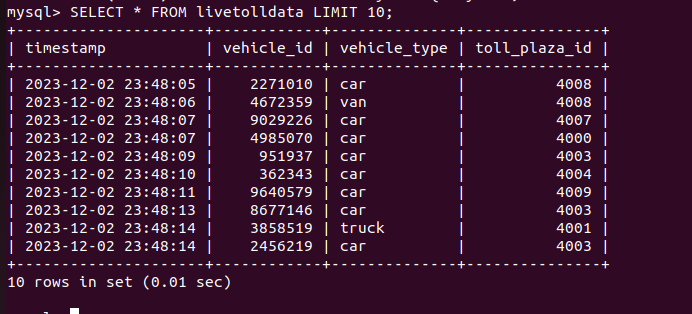 mysql> SELECT * FROM livetolldata LIMIT 10;
+---------------------+------------+--------------+---------------+
| timestamp           | vehicle_id | vehicle_type | toll_plaza_id |
+---------------------+------------+--------------+---------------+
| 2023-12-02 23:48:05 |    2271010 | car          |          4008 |
| 2023-12-02 23:48:06 |    4672359 | van          |          4008 |
| 2023-12-02 23:48:07 |    9029226 | car          |          4007 |
| 2023-12-02 23:48:07 |    4985070 | car          |          4000 |
| 2023-12-02 23:48:09 |     951937 | car          |          4003 |
| 2023-12-02 23:48:10 |     362343 | car          |          4004 |
| 2023-12-02 23:48:11 |    9640579 | car          |          4009 |
| 2023-12-02 23:48:13 |    8677146 | car          |          4003 |
| 2023-12-02 23:48:14 |    3858519 | truck        |          4001 |
| 2023-12-02 23:48:14 |    2456219 | car          |          4003 |
+---------------------+------------+--------------+---------------+
10 rows in set (0.01 sec)